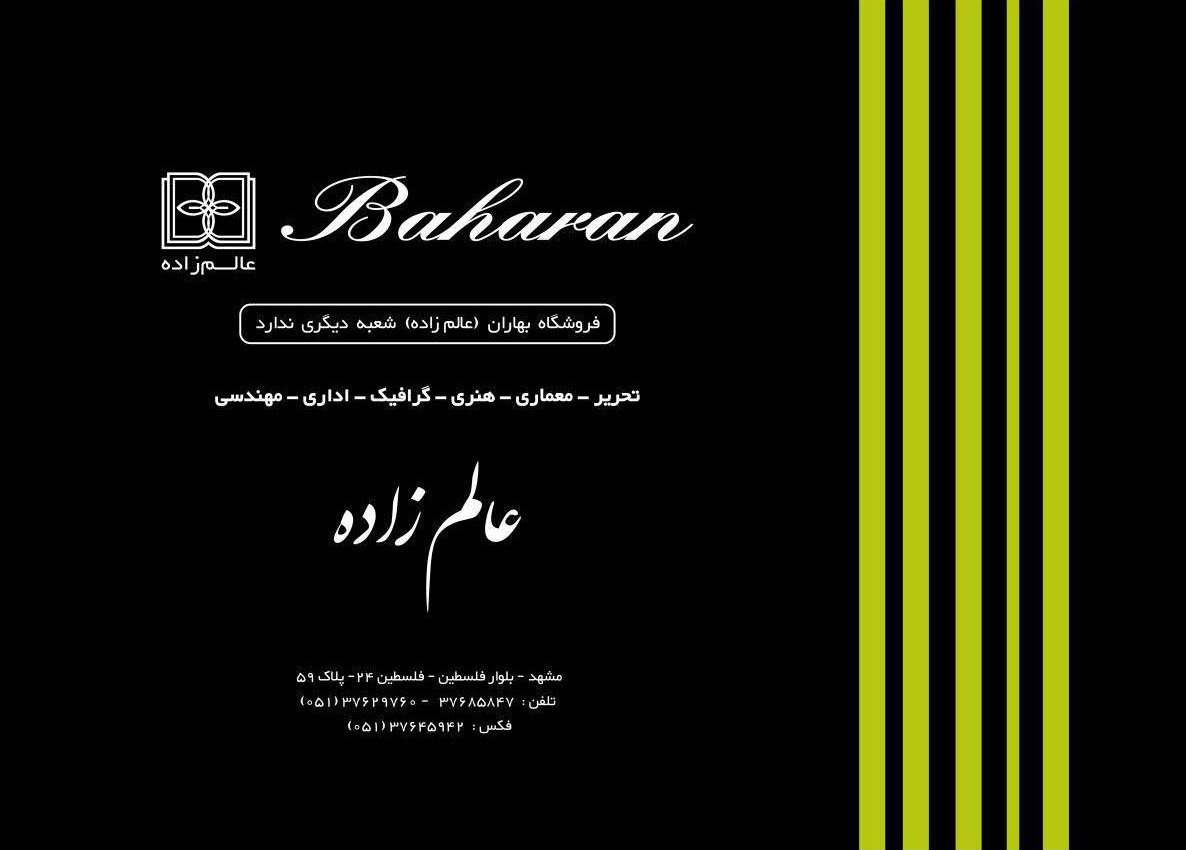 Baharan
عالـم‌زاده
فروشگاه بهاران (عالم زاده) شعبه دیگری ندارد
تحریر - معماری - هنری - گرافیک - اداری - مهندسی
عالم زاده
مشهد - بلوار فلسطین - فلسطین ۲۴- پلاک ۵۹
تلفن : ۳۷۶۸۵۸۴۷ - ۳۷۶۲۹۷۶۰ (۰۵۱)
فکس : ۳۷۶۴۵۹۴۲ (۰۵۱)